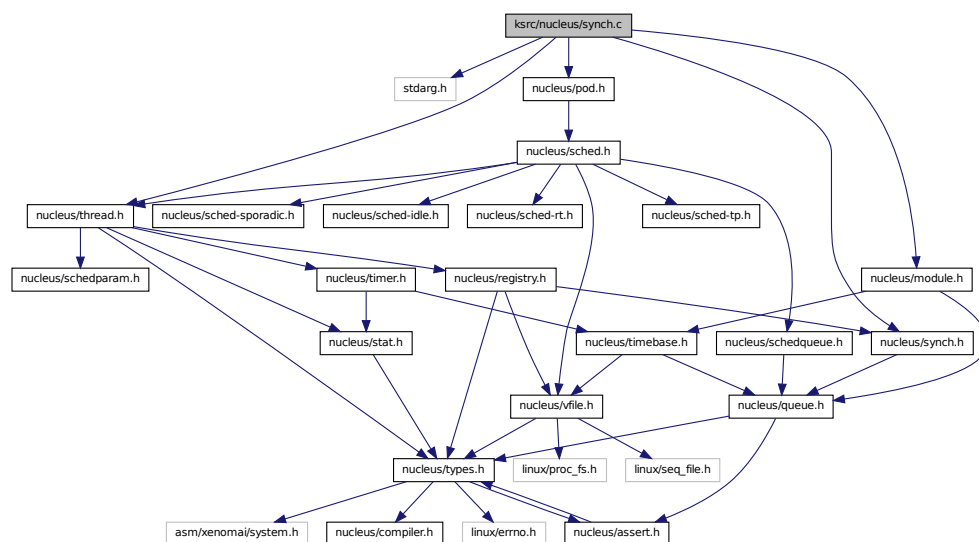 ksrc/nucleus/synch.c
stdarg.h
nucleus/pod.h
nucleus/sched.h
nucleus/thread.h
nucleus/sched-sporadic.h
nucleus/sched-idle.h
nucleus/sched-rt.h
nucleus/sched-tp.h
nucleus/schedparam.h
nucleus/timer.h
nucleus/registry.h
nucleus/module.h
nucleus/stat.h
nucleus/timebase.h
nucleus/schedqueue.h
nucleus/synch.h
nucleus/vfile.h
nucleus/queue.h
nucleus/types.h
linux/proc_fs.h
linux/seq_file.h
asm/xenomai/system.h
nucleus/compiler.h
linux/errno.h
nucleus/assert.h